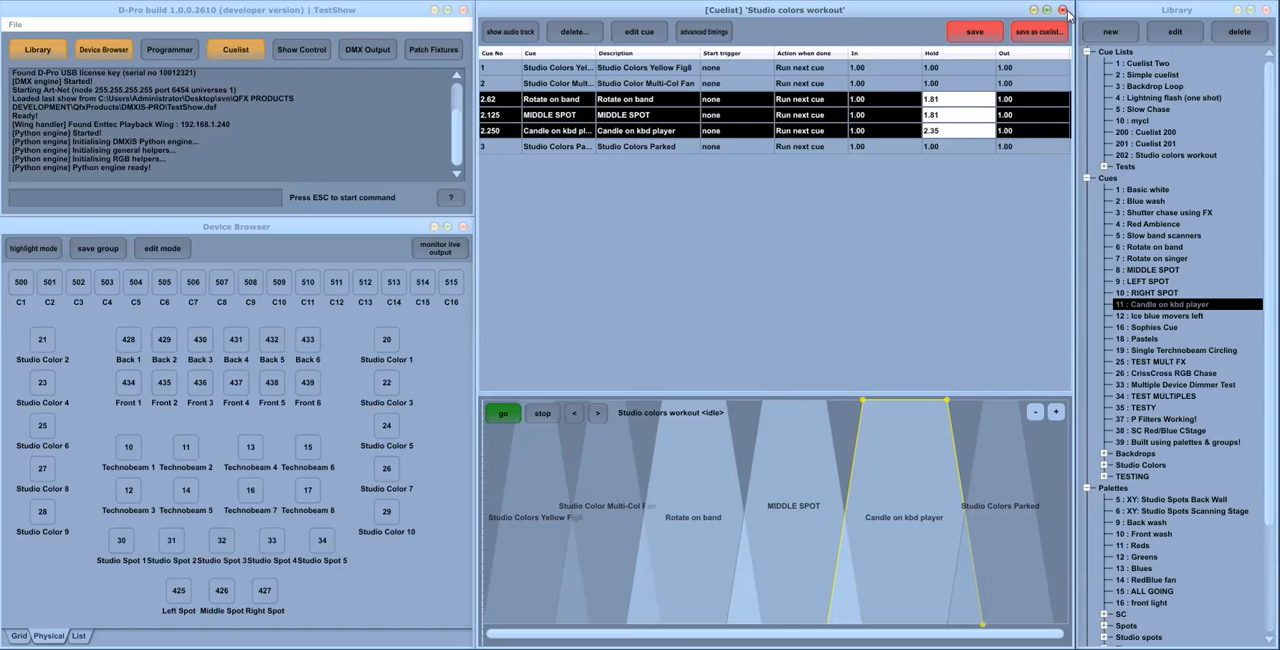 D-Pro build 1.0.0.2610 (developer version) | TestShow
File
Library Device Browser Programmer Cuelist Show Control DMX Output Patch Fixtures
Found D-Pro USB license key (serial no 10012321)
[DMX engine] Started!
Starting Art-Net (node 255.255.255.255 port 6454 universes 1)
Loaded last show from C:\Users\Administrator\Desktop\svn\QFX PRODUCTS
DEVELOPMENT\QfxProducts\DMXIS-PRO\TestShow.dsf
Ready!
[Wing handler] Found Enttec Playback Wing : 192.168.1.240
[Python engine] Started!
[Python engine] Initialising DMXIS Python engine...
[Python engine] Initialising general helpers...
[Python engine] Initialising RGB helpers...
[Python engine] Python engine ready!
Press ESC to start command ?
Device Browser
highlight mode save group edit mode monitor live output
500 501 502 503 504 505 506 507 508 509 510 511 512 513 514 515
C1 C2 C3 C4 C5 C6 C7 C8 C9 C10 C11 C12 C13 C14 C15 C16
21 428 429 430 431 432 433 20
Studio Color 2 Back 1 Back 2 Back 3 Back 4 Back 5 Back 6 Studio Color 1
23 434 435 436 437 438 439 22
Studio Color 4 Front 1 Front 2 Front 3 Front 4 Front 5 Front 6 Studio Color 3
25 24
Studio Color 6 Studio Color 5
10 11 13 15
Technobeam 1 Technobeam 2 Technobeam 4 Technobeam 6
27 26
Studio Color 8 Studio Color 7
12 14 16 17
Technobeam 3 Technobeam 5 Technobeam 7 Technobeam 8
28 29
Studio Color 9 Studio Color 10
30 31 32 33 34
Studio Spot 1 Studio Spot 2 Studio Spot 3 Studio Spot 4 Studio Spot 5
425 426 427
Left Spot Middle Spot Right Spot
Grid Physical List
[Cuelist] 'Studio colors workout'
show audio track delete... edit cue advanced timings save save as cuelist...
Cue No Cue Description Start trigger Action when done In Hold Out
1 Studio Colors Yel... Studio Colors Yellow Fig8 none Run next cue 1.00 1.00 1.00
2 Studio Color Mult... Studio Color Multi-Col Fan none Run next cue 1.00 1.00 1.00
2.62 Rotate on band Rotate on band none Run next cue 1.00 1.81 1.00
2.125 MIDDLE SPOT MIDDLE SPOT none Run next cue 1.00 1.81 1.00
2.250 Candle on kbd pl... Candle on kbd player none Run next cue 1.00 2.35 1.00
3 Studio Colors Pa... Studio Colors Parked none Run next cue 1.00 1.00 1.00
go stop < > Studio colors workout <idle> - +
Studio Color Multi-Col Fan MIDDLE SPOT Studio Colors Parked
Studio Colors Yellow Fig8 Rotate on band Candle on kbd player
Library
new edit delete
Cue Lists
1 : Cuelist Two
2 : Simple cuelist
3 : Backdrop Loop
4 : Lightning flash (one shot)
5 : Slow Chase
10 : mycl
200 : Cuelist 200
201 : Cuelist 201
202 : Studio colors workout
Tests
Cues
1 : Basic white
2 : Blue wash
3 : Shutter chase using FX
4 : Red Ambience
5 : Slow band scanners
6 : Rotate on band
7 : Rotate on singer
8 : MIDDLE SPOT
9 : LEFT SPOT
10 : RIGHT SPOT
11 : Candle on kbd player
12 : Ice blue movers left
16 : Sophies Cue
18 : Pastels
19 : Single Terchnobeam Circling
25 : TEST MULT FX
26 : CrissCross RGB Chase
33 : Multiple Device Dimmer Test
34 : TEST MULTIPLES
35 : TESTY
37 : P Filters Working!
38 : SC Red/Blue CStage
39 : Built using palettes & groups!
Backdrops
Studio Colors
TESTING
Palettes
5 : XY: Studio Spots Back Wall
6 : XY: Studio Spots Scanning Stage
9 : Back wash
10 : Front wash
11 : Reds
12 : Greens
13 : Blues
14 : RedBlue fan
15 : ALL GOING
16 : front light
SC
Spots
Studio spots